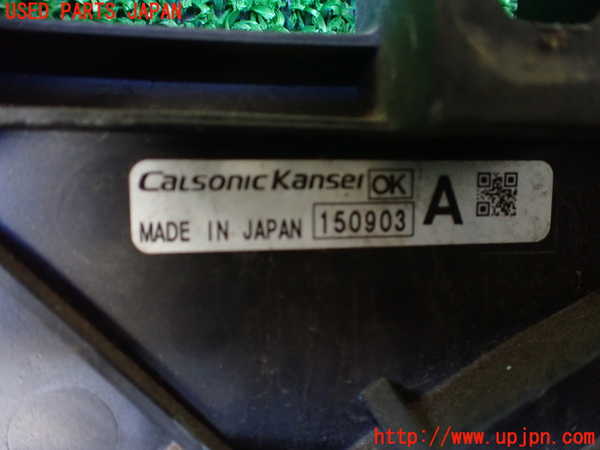 USED PARTS JAPAN
CalsonicKansei OK
MADE IN JAPAN 150903 A
http://www.upjpn.com/